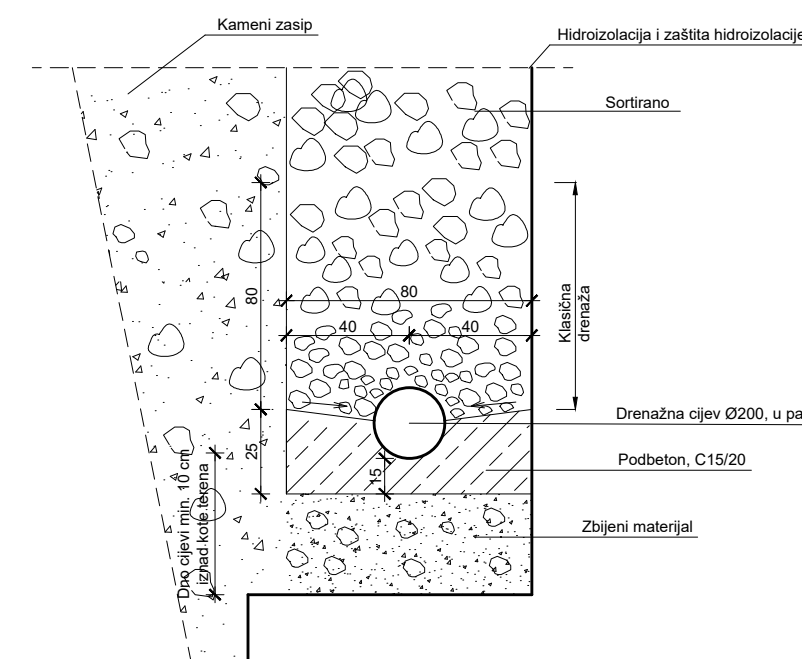 Kameni zasip
Hidroizolacija i zaštita hidroizolacije
Sortirano
80
80
40
40
Klasična
drenaža
Drenažna cijev Ø200, u pa
25
15
Podbeton, C15/20
Dno cijevi min. 10 cm
iznad kote terena
Zbijeni materijal